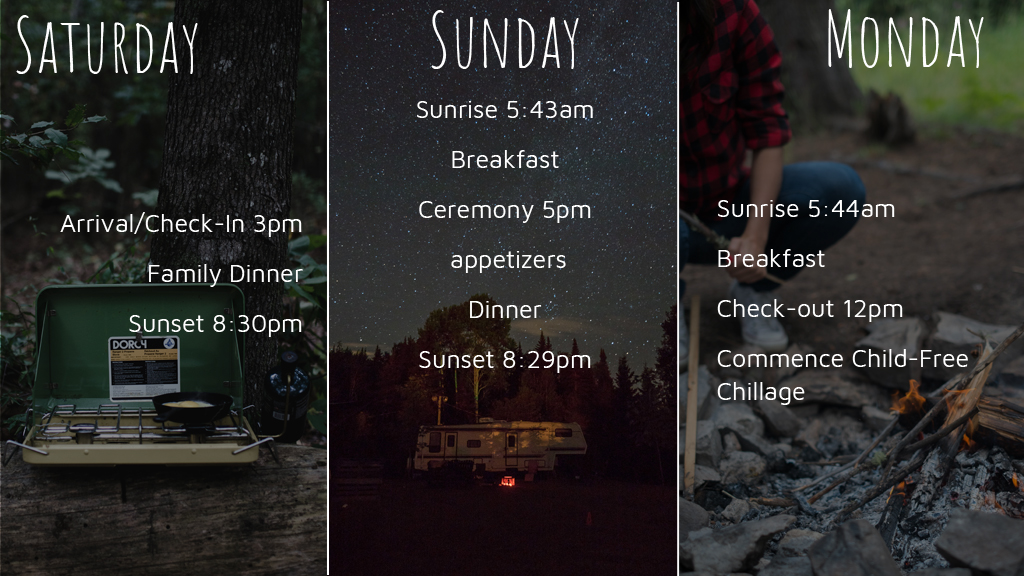 SATURDAY
Arrival/Check-In 3pm
Family Dinner
Sunset 8:30pm
DORCY
SUNDAY
Sunrise 5:43am
Breakfast
Ceremony 5pm
appetizers
Dinner
Sunset 8:29pm
MONDAY
Sunrise 5:44am
Breakfast
Check-out 12pm
Commence Child-Free
Chillage